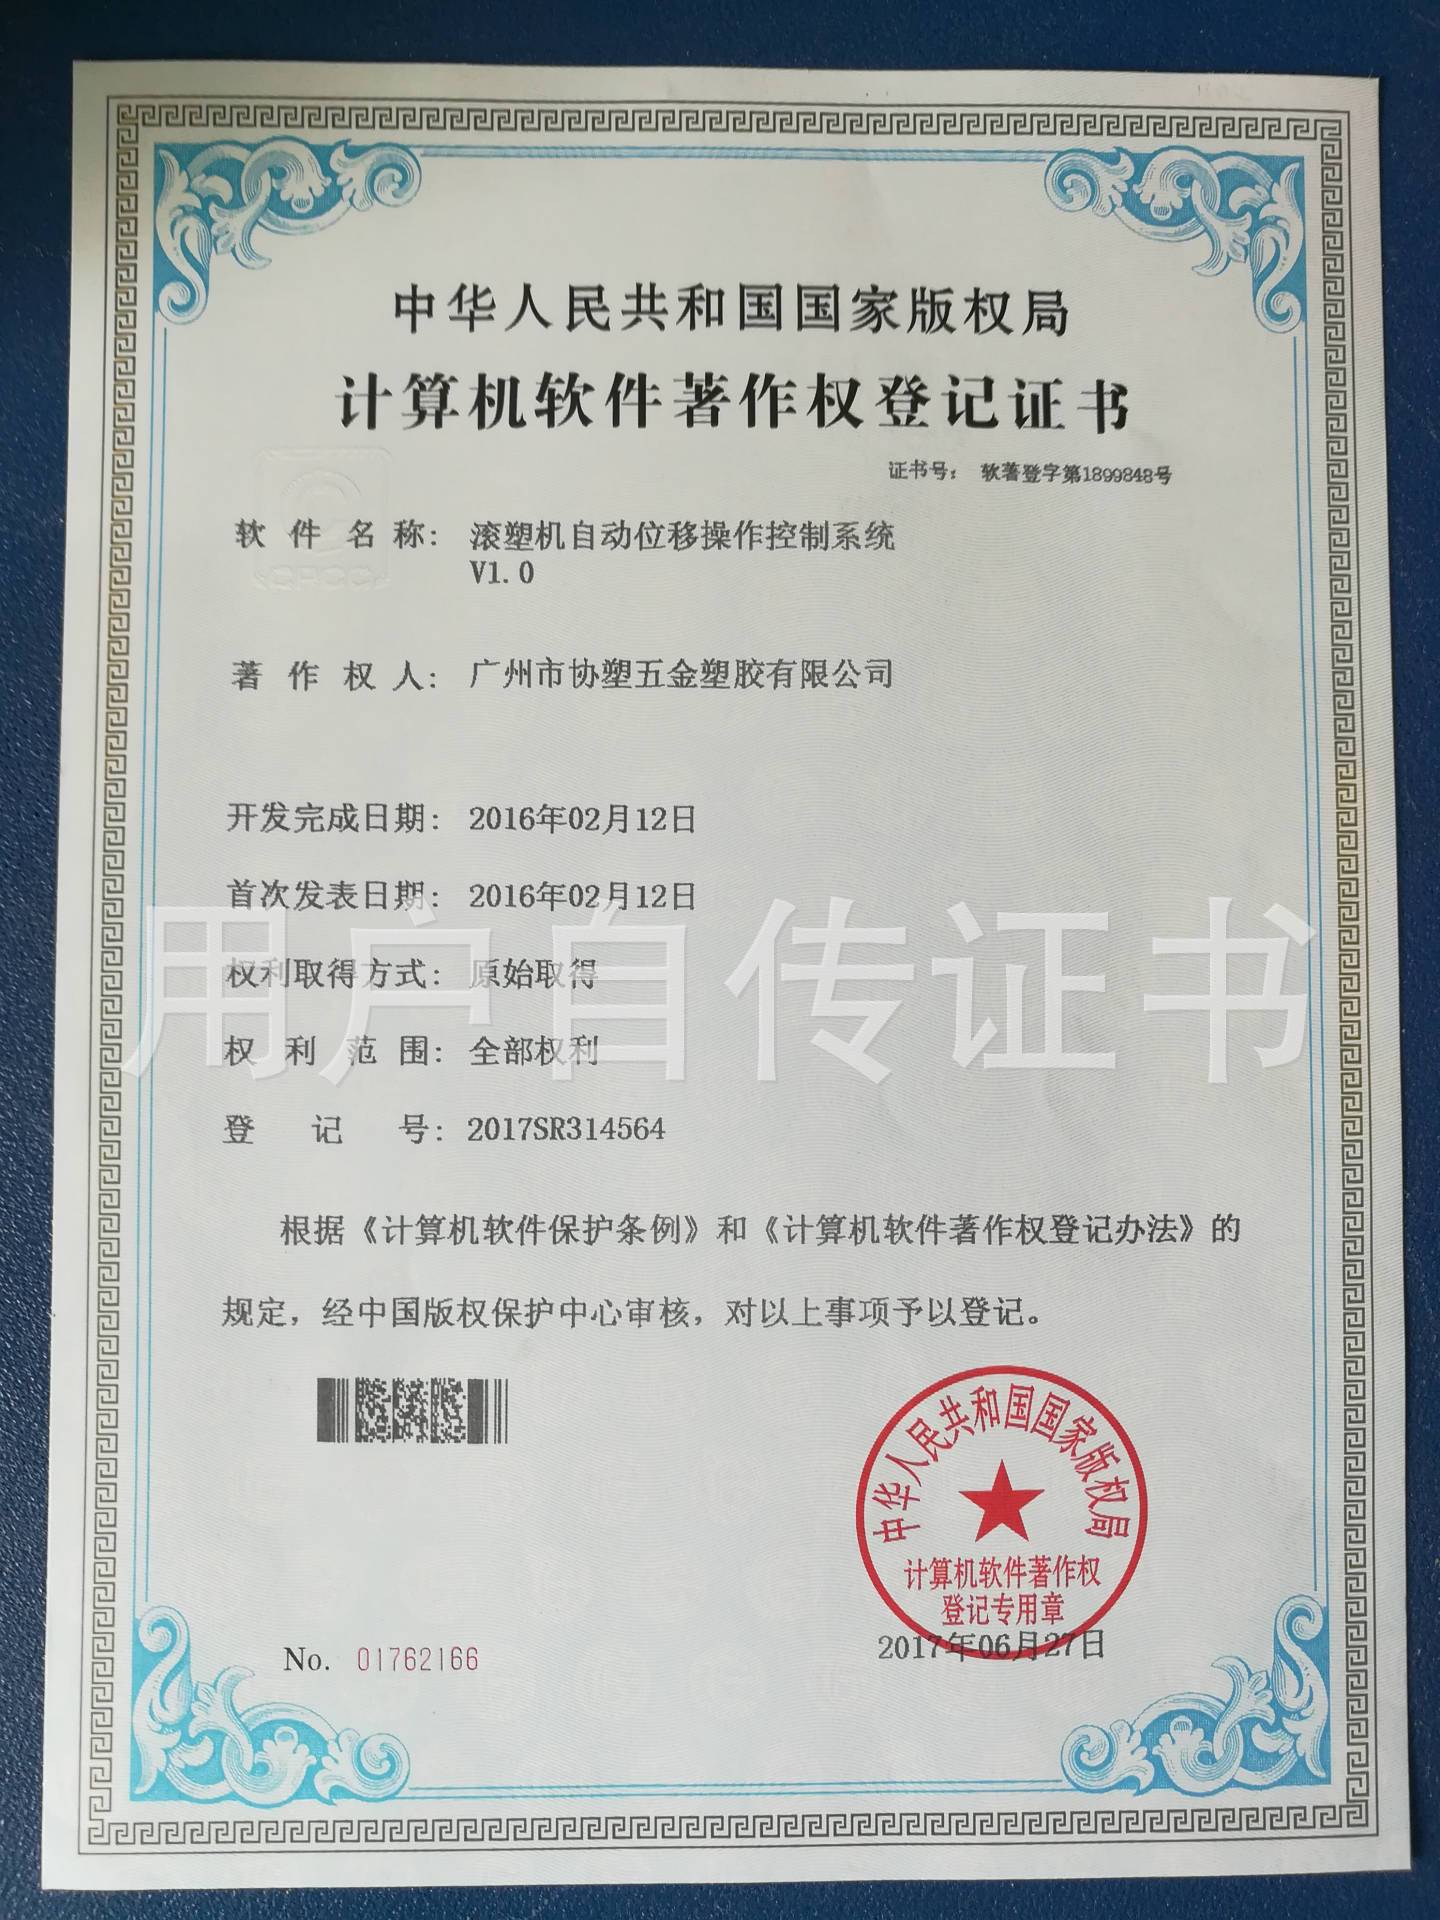 中华人民共和国国家版权局
计算机软件著作权登记证书
证书号： 软著登字第1899848号
软件名称： 滚塑机自动位移操作控制系统
V1.0
CPCC
著作权人： 广州市协塑五金塑胶有限公司
开发完成日期： 2016年02月12日
首次发表日期： 2016年02月12日
用户自传证书
权利取得方式： 原始取得
权利范围： 全部权利
登记号： 2017SR314564
根据《计算机软件保护条例》和《计算机软件著作权登记办法》的
规定，经中国版权保护中心审核，对以上事项予以登记。
中华人民共和国国家版权局
计算机软件著作权
登记专用章
No. 01762166
2017年06月27日